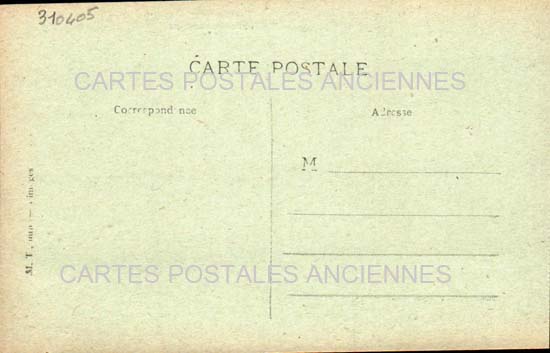 310405
CARTE POSTALE
CARTES POSTALES ANCIENNES
Correspondance
Adresse
M
M. T
CARTES POSTALES ANCIENNES